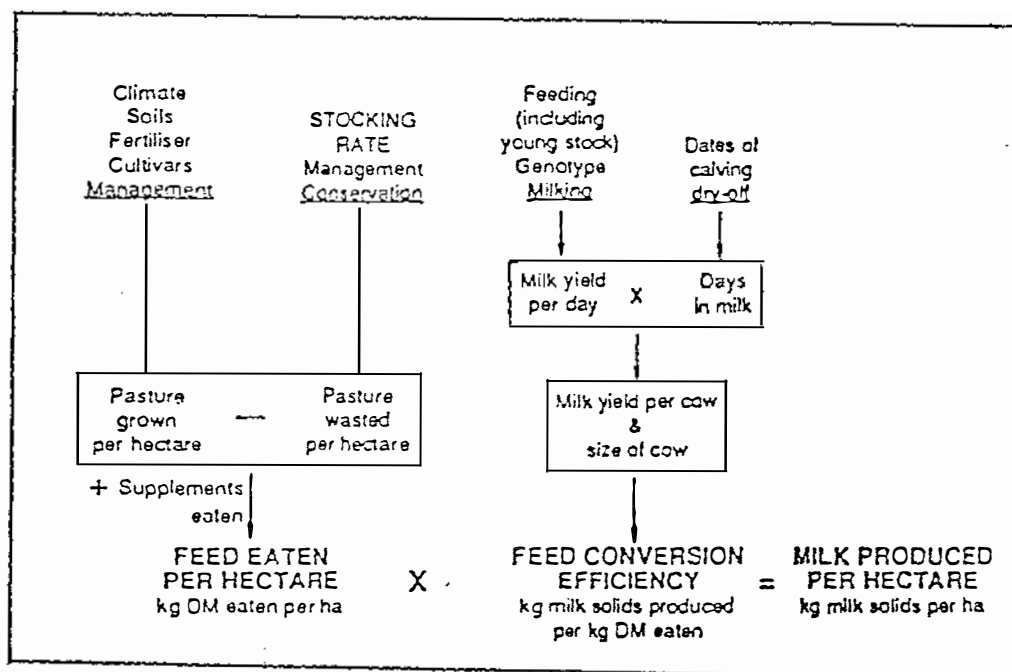 Climate
Soils
Fertiliser
Cultivars
Management
STOCKING
RATE
Management
Conservation
Feeding
(including
young stock)
Genotype
Milking
Dates of
calving
dry-off
Milk yield
per day
X
Days
in milk
Pasture
grown
per hectare
—
Pasture
wasted
per hectare
Milk yield per cow
&
size of cow
+ Supplements
eaten
FEED EATEN
PER HECTARE
kg DM eaten per ha
X
FEED CONVERSION
EFFICIENCY
kg milk solids produced
per kg DM eaten
=
MILK PRODUCED
PER HECTARE
kg milk solids per ha